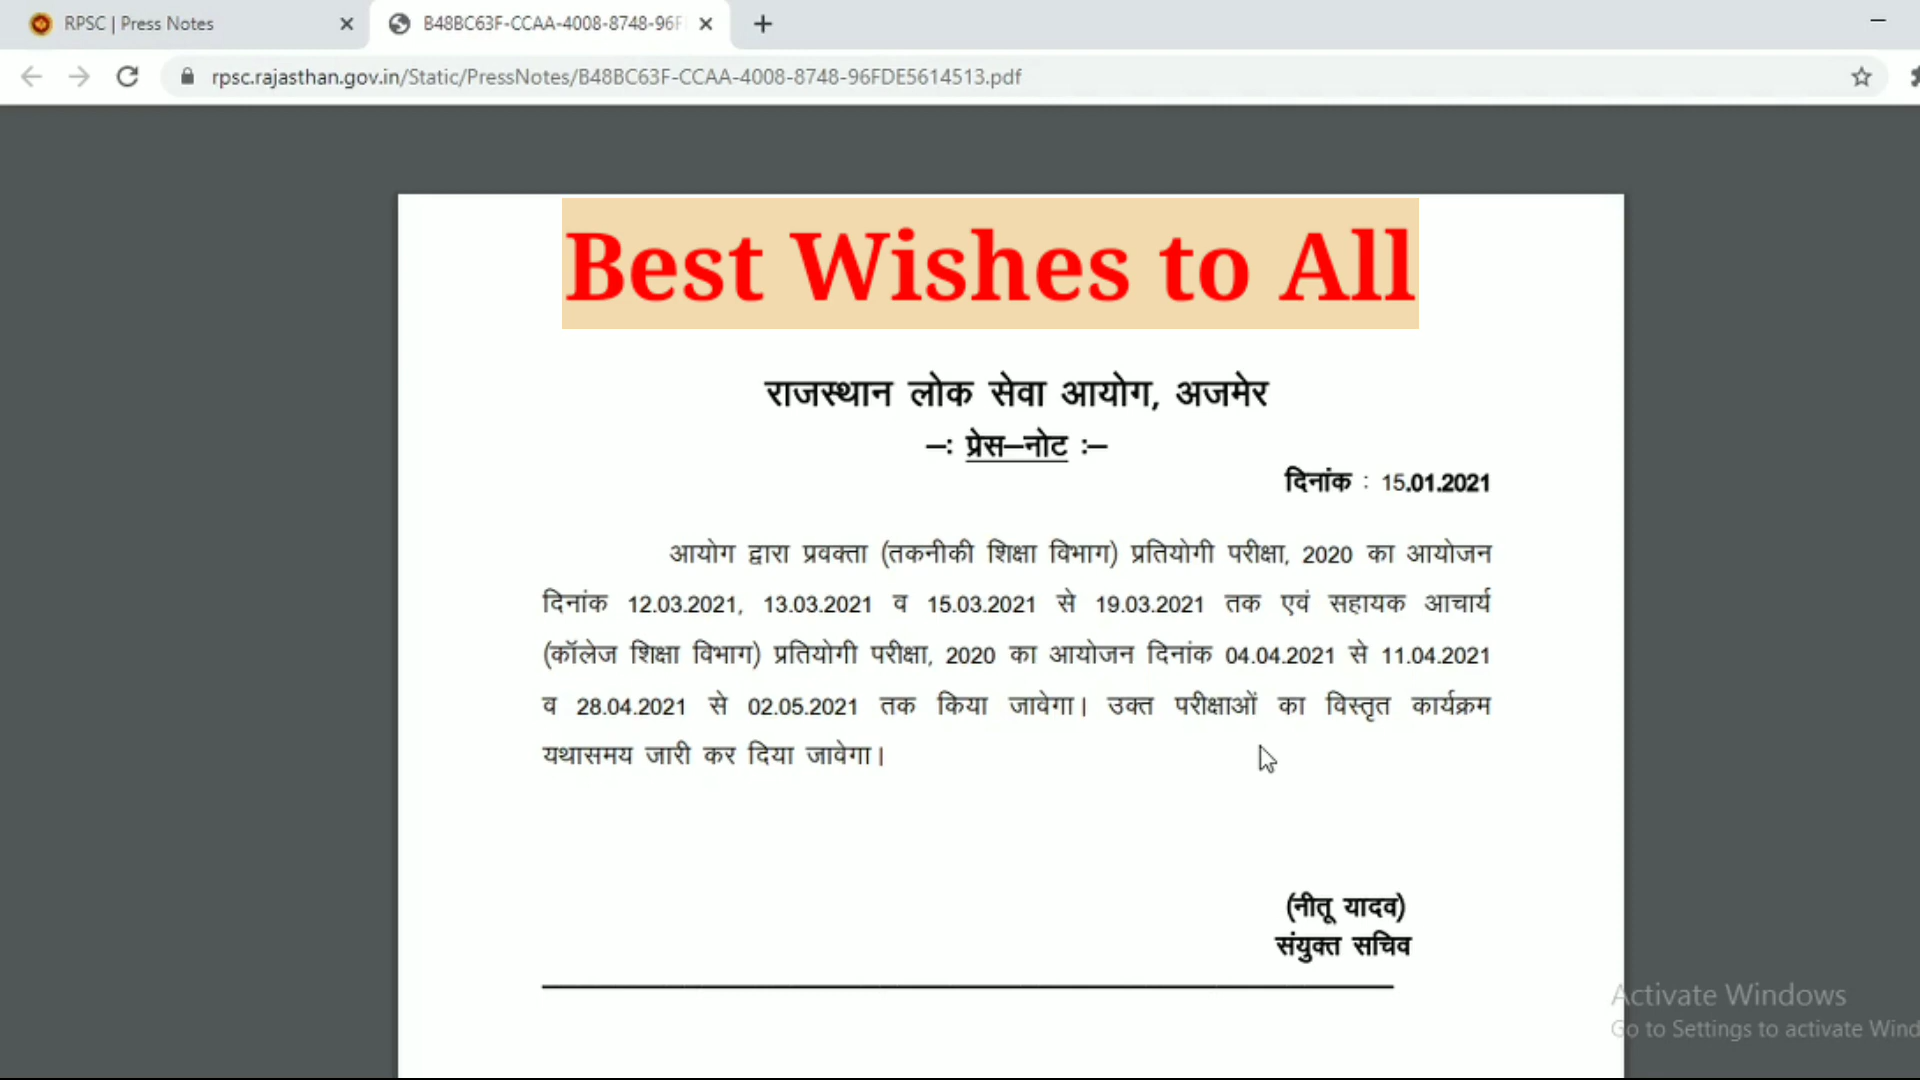 RPSC | Press Notes
B48BC63F-CCAA-4008-8748-96F
rpsc.rajasthan.gov.in/Static/PressNotes/B48BC63F-CCAA-4008-8748-96FDE5614513.pdf
Best Wishes to All
राजस्थान लोक सेवा आयोग, अजमेर
–: प्रेस–नोट :–
दिनांक : 15.01.2021
आयोग द्वारा प्रवक्ता (तकनीकी शिक्षा विभाग) प्रतियोगी परीक्षा, 2020 का आयोजन
दिनांक 12.03.2021, 13.03.2021 व 15.03.2021 से 19.03.2021 तक एवं सहायक आचार्य
(कॉलेज शिक्षा विभाग) प्रतियोगी परीक्षा, 2020 का आयोजन दिनांक 04.04.2021 से 11.04.2021
व 28.04.2021 से 02.05.2021 तक किया जावेगा। उक्त परीक्षाओं का विस्तृत कार्यक्रम
यथासमय जारी कर दिया जावेगा।
(नीतू यादव)
संयुक्त सचिव
Activate Windows
Go to Settings to activate Wind